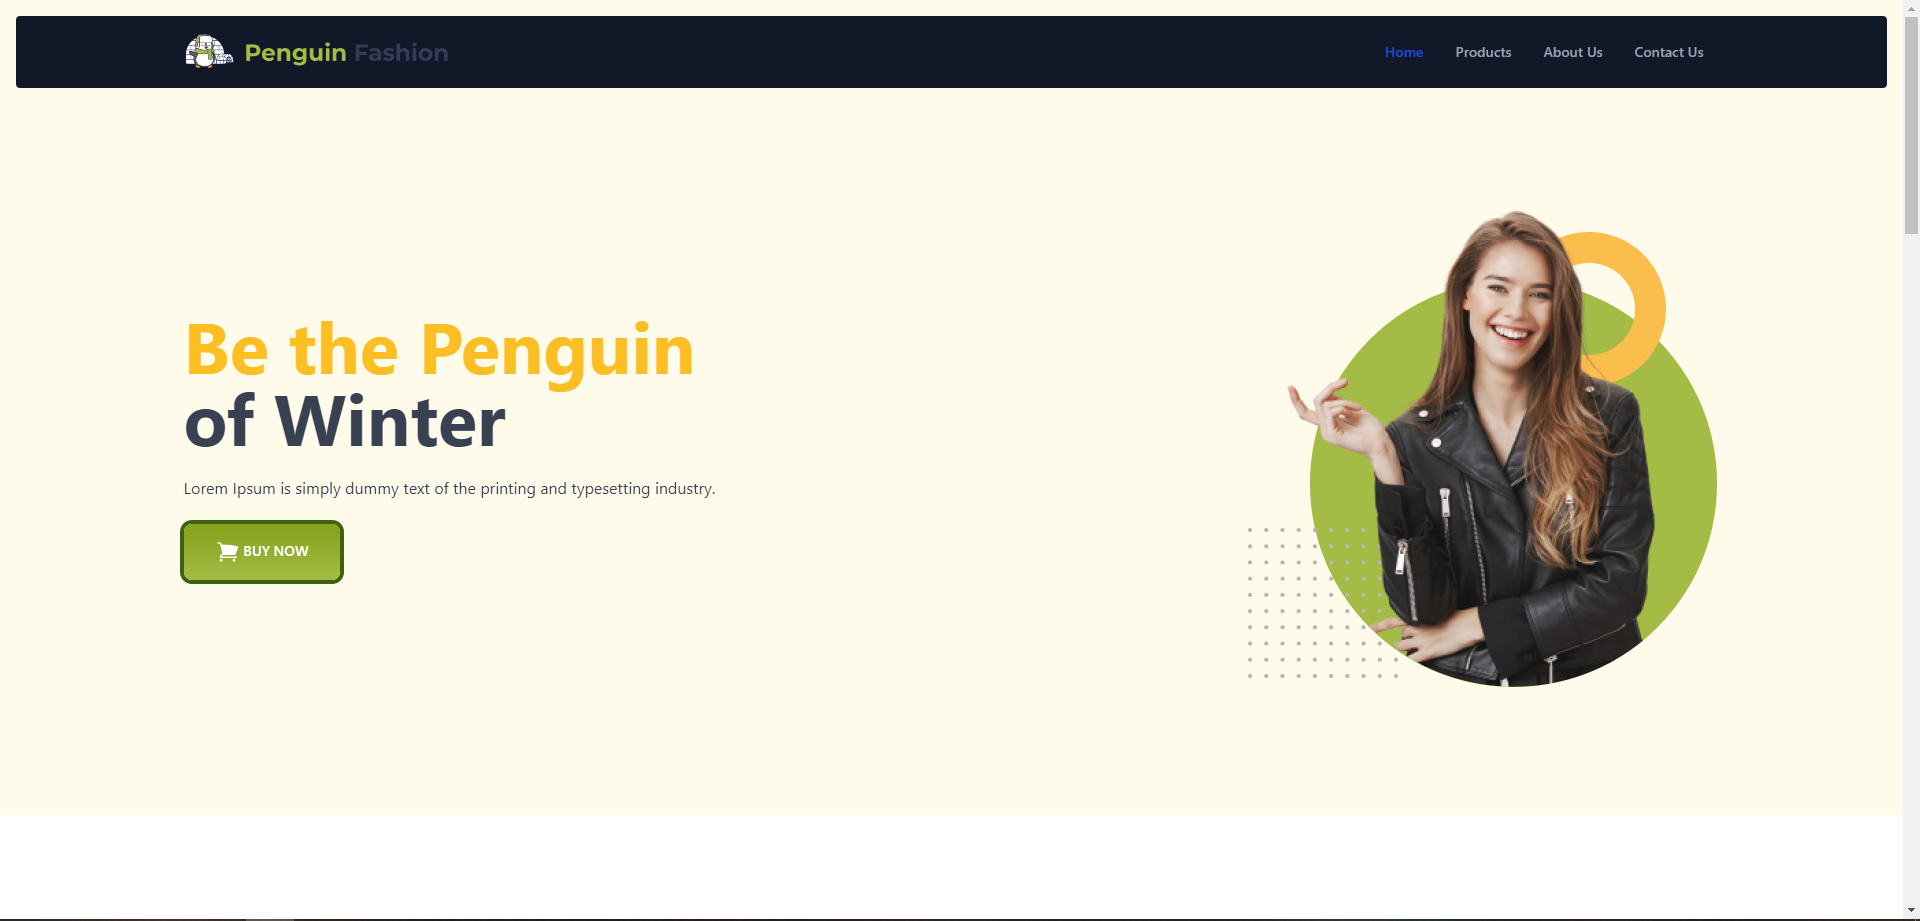 Penguin Fashion
Home Products About Us Contact Us
Be the Penguin
of Winter
Lorem Ipsum is simply dummy text of the printing and typesetting industry.
BUY NOW